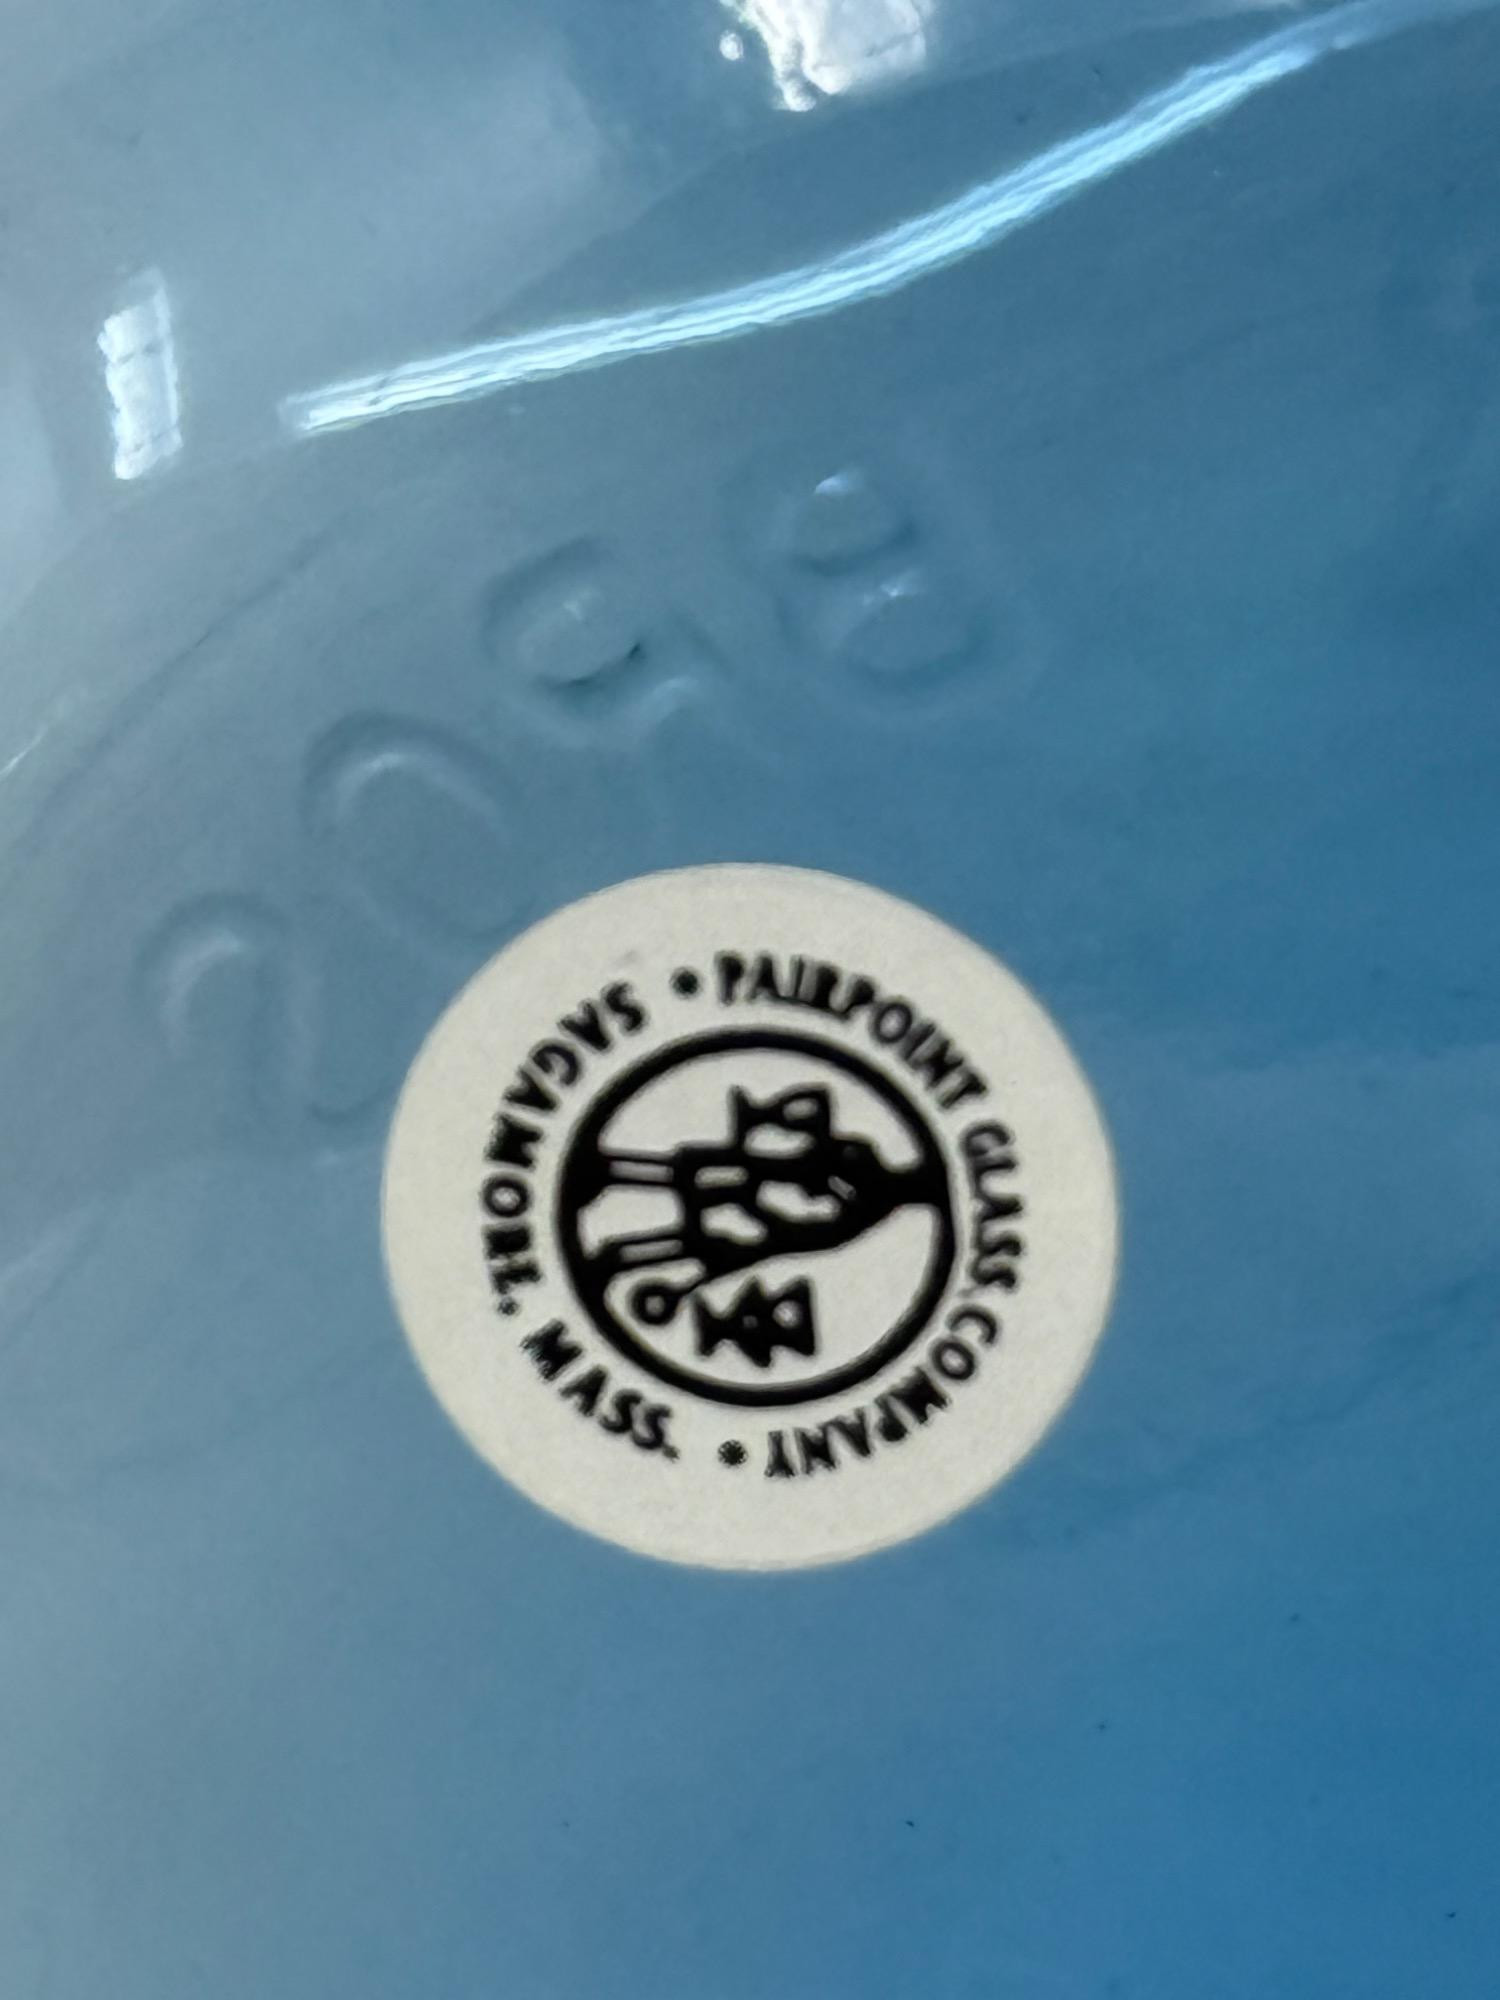 • PAIRPOINT GLASS COMPANY •
SAGAMORE, MASS.